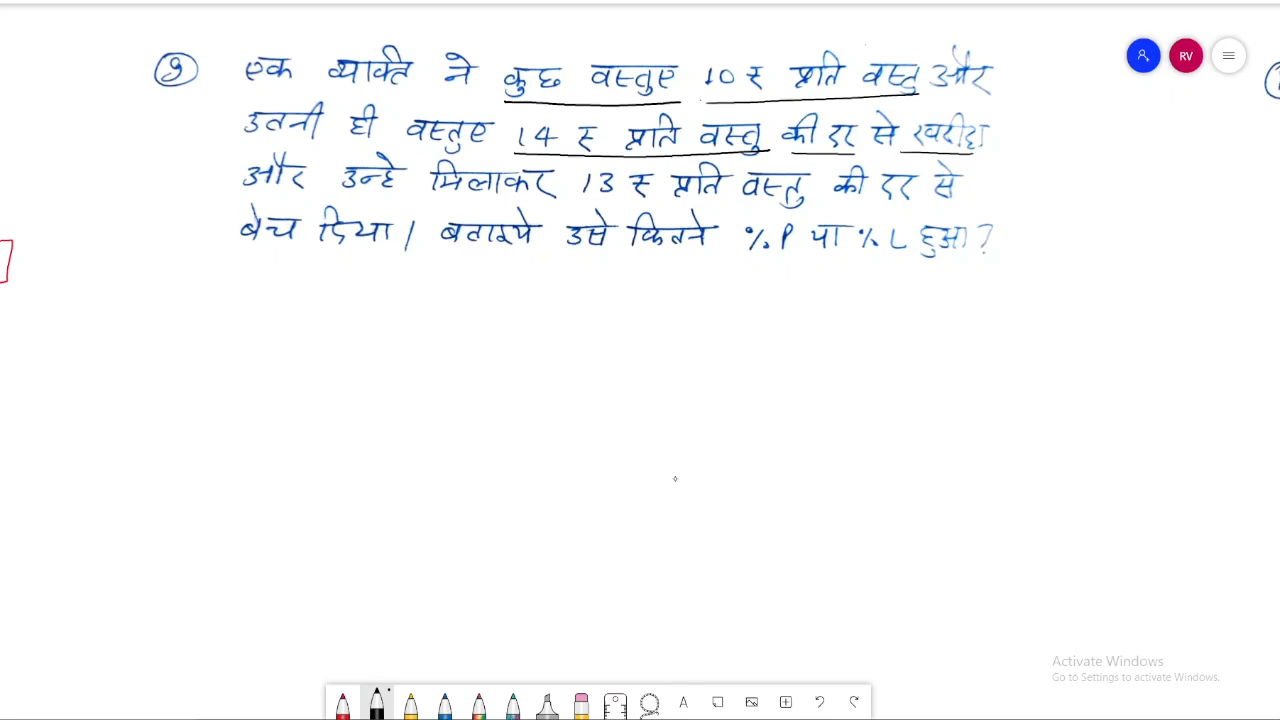 9 एक व्यक्ति ने कुछ वस्तुए 10 ₹ प्रति वस्तु और
उतनी ही वस्तुए 14 ₹ प्रति वस्तु की दर से खरीदा
और उन्हे मिलाकर 13 ₹ प्रति वस्तु की दर से
बेच दिया। बताइये उसे कितने %P या %L हुआ?
RV
A
Activate Windows
Go to Settings to activate Windows.